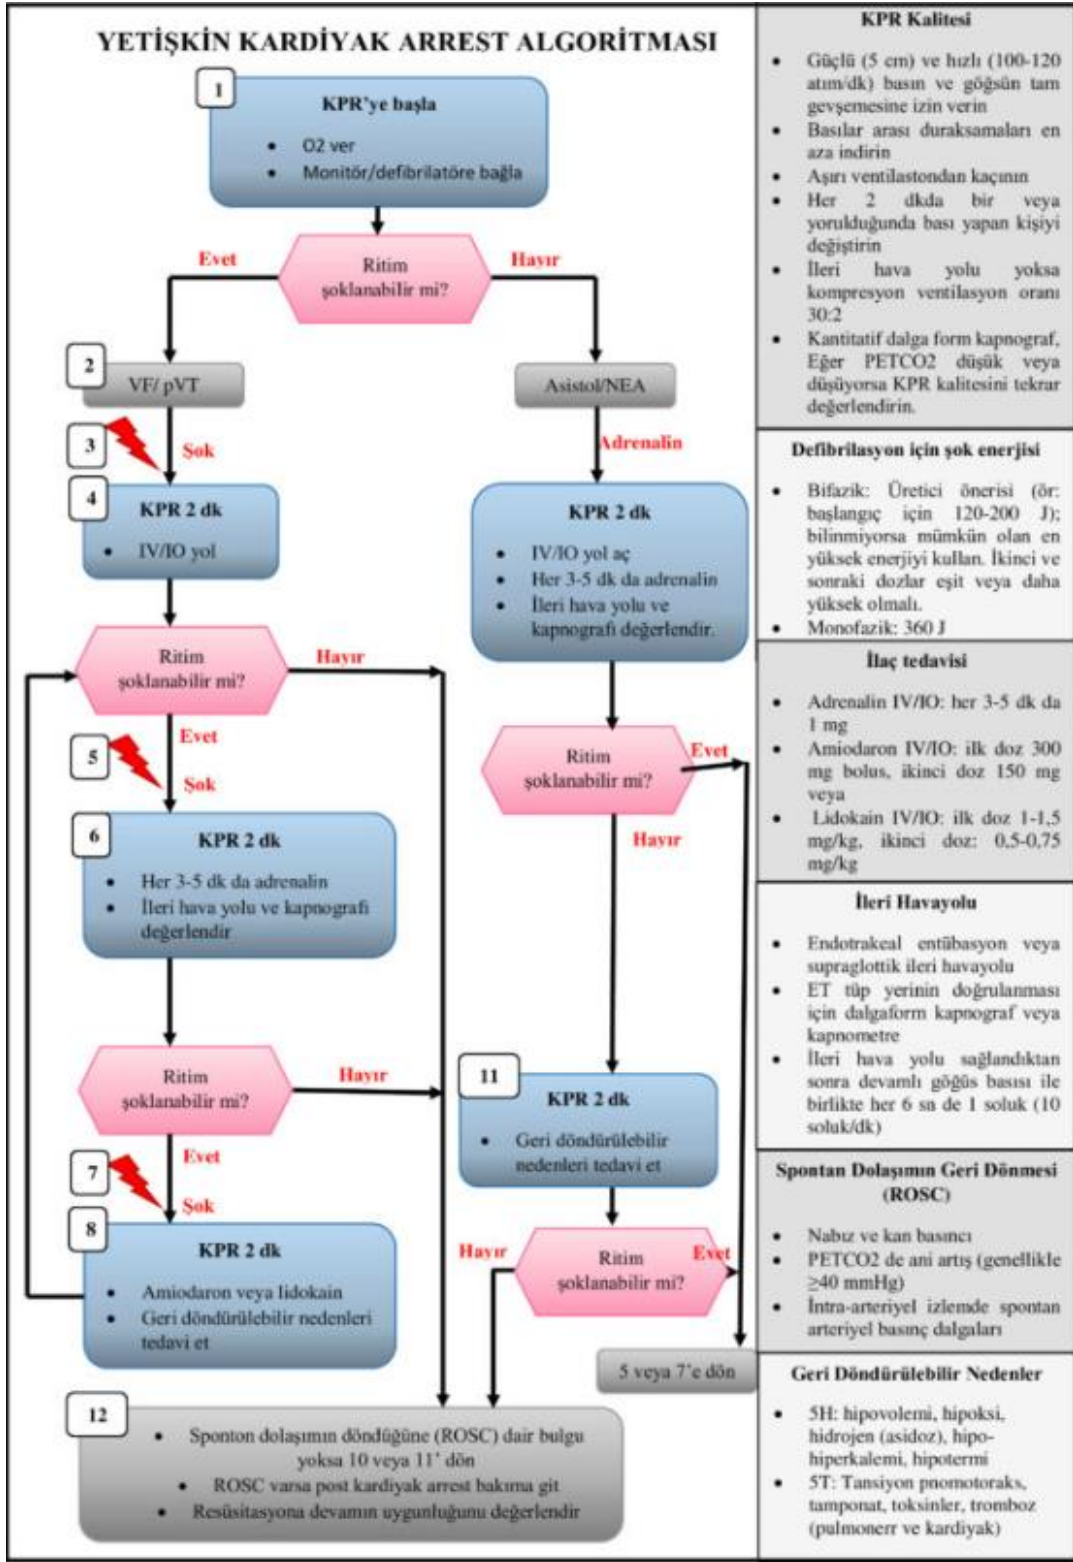 YETİŞKİN KARDİYAK ARREST ALGORİTMASI
1
KPR'ye başla
• O2 ver
• Monitör/defibrilatöre bağla
Evet
Ritim
şoklanabilir mi?
Hayır
2
VF/ pVT
Asistol/NEA
3
Şok
Adrenalin
4
KPR 2 dk
• IV/IO yol
KPR 2 dk
• IV/IO yol aç
• Her 3-5 dk da adrenalin
• İleri hava yolu ve
kapnografi değerlendir.
Ritim
şoklanabilir mi?
Hayır
Evet
5
Şok
Ritim
şoklanabilir mi?
Evet
Hayır
6
KPR 2 dk
• Her 3-5 dk da adrenalin
• İleri hava yolu ve kapnografi
değerlendir
Ritim
şoklanabilir mi?
Hayır
Evet
7
Şok
11
KPR 2 dk
• Geri döndürülebilir
nedenleri tedavi et
8
KPR 2 dk
• Amiodaron veya lidokain
• Geri döndürülebilir nedenleri
tedavi et
Hayır
Ritim
şoklanabilir mi?
Evet
5 veya 7'e dön
12
• Sponton dolaşımın döndüğüne (ROSC) dair bulgu
yoksa 10 veya 11' dön
• ROSC varsa post kardiyak arrest bakıma git
• Resüsitasyona devamın uygunluğunu değerlendir
KPR Kalitesi
• Güçlü (5 cm) ve hızlı (100-120
atım/dk) basın ve göğsün tam
gevşemesine izin verin
• Basılar arası duraksamaları en
aza indirin
• Aşırı ventilastondan kaçının
• Her 2 dkda bir veya
yorulduğunda bası yapan kişiyi
değiştirin
• İleri hava yolu yoksa
kompresyon ventilasyon oranı
30:2
• Kantitatif dalga form kapnograf,
Eğer PETCO2 düşük veya
düşüyorsa KPR kalitesini tekrar
değerlendirin.
Defibrilasyon için şok enerjisi
• Bifazik: Üretici önerisi (ör:
başlangıç için 120-200 J);
bilinmiyorsa mümkün olan en
yüksek enerjiyi kullan. İkinci ve
sonraki dozlar eşit veya daha
yüksek olmalı.
• Monofazik: 360 J
İlaç tedavisi
• Adrenalin IV/IO: her 3-5 dk da
1 mg
• Amiodaron IV/IO: ilk doz 300
mg bolus, ikinci doz 150 mg
veya
• Lidokain IV/IO: ilk doz 1-1,5
mg/kg, ikinci doz: 0,5-0,75
mg/kg
İleri Havayolu
• Endotrakeal entübasyon veya
supraglottik ileri havayolu
• ET tüp yerinin doğrulanması
için dalgaform kapnograf veya
kapnometre
• İleri hava yolu sağlandıktan
sonra devamlı göğüs basısı ile
birlikte her 6 sn de 1 soluk (10
soluk/dk)
Spontan Dolaşımın Geri Dönmesi
(ROSC)
• Nabız ve kan basıncı
• PETCO2 de ani artış (genellikle
≥40 mmHg)
• İntra-arteriyel izlemde spontan
arteriyel basınç dalgaları
Geri Döndürülebilir Nedenler
• 5H: hipovolemi, hipoksi,
hidrojen (asidoz), hipo-
hiperkalemi, hipotermi
• 5T: Tansiyon pnomotoraks,
tamponat, toksinler, tromboz
(pulmonerr ve kardiyak)